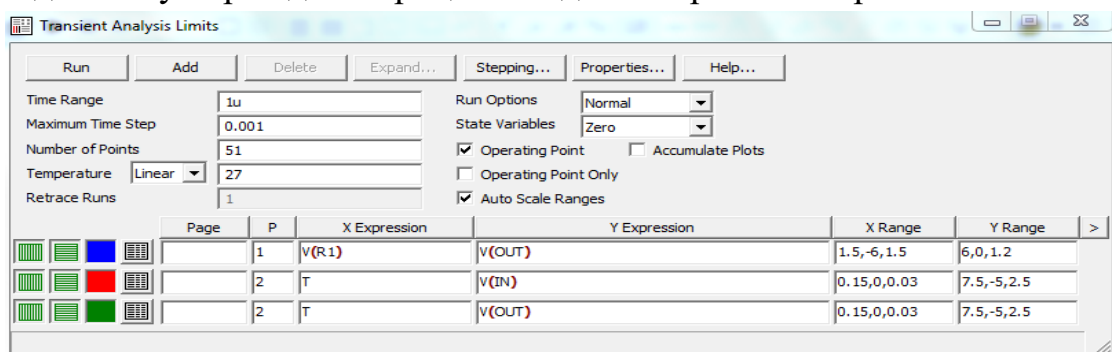 Transient Analysis Limits
Run Add Delete Expand... Stepping... Properties... Help...
Time Range 1u Run Options Normal
Maximum Time Step 0.001 State Variables Zero
Number of Points 51 Operating Point Accumulate Plots
Temperature Linear 27 Operating Point Only
Retrace Runs 1 Auto Scale Ranges
Page P X Expression Y Expression X Range Y Range >
1 V(R1) V(OUT) 1.5,-6,1.5 6,0,1.2
2 T V(IN) 0.15,0,0.03 7.5,-5,2.5
2 T V(OUT) 0.15,0,0.03 7.5,-5,2.5